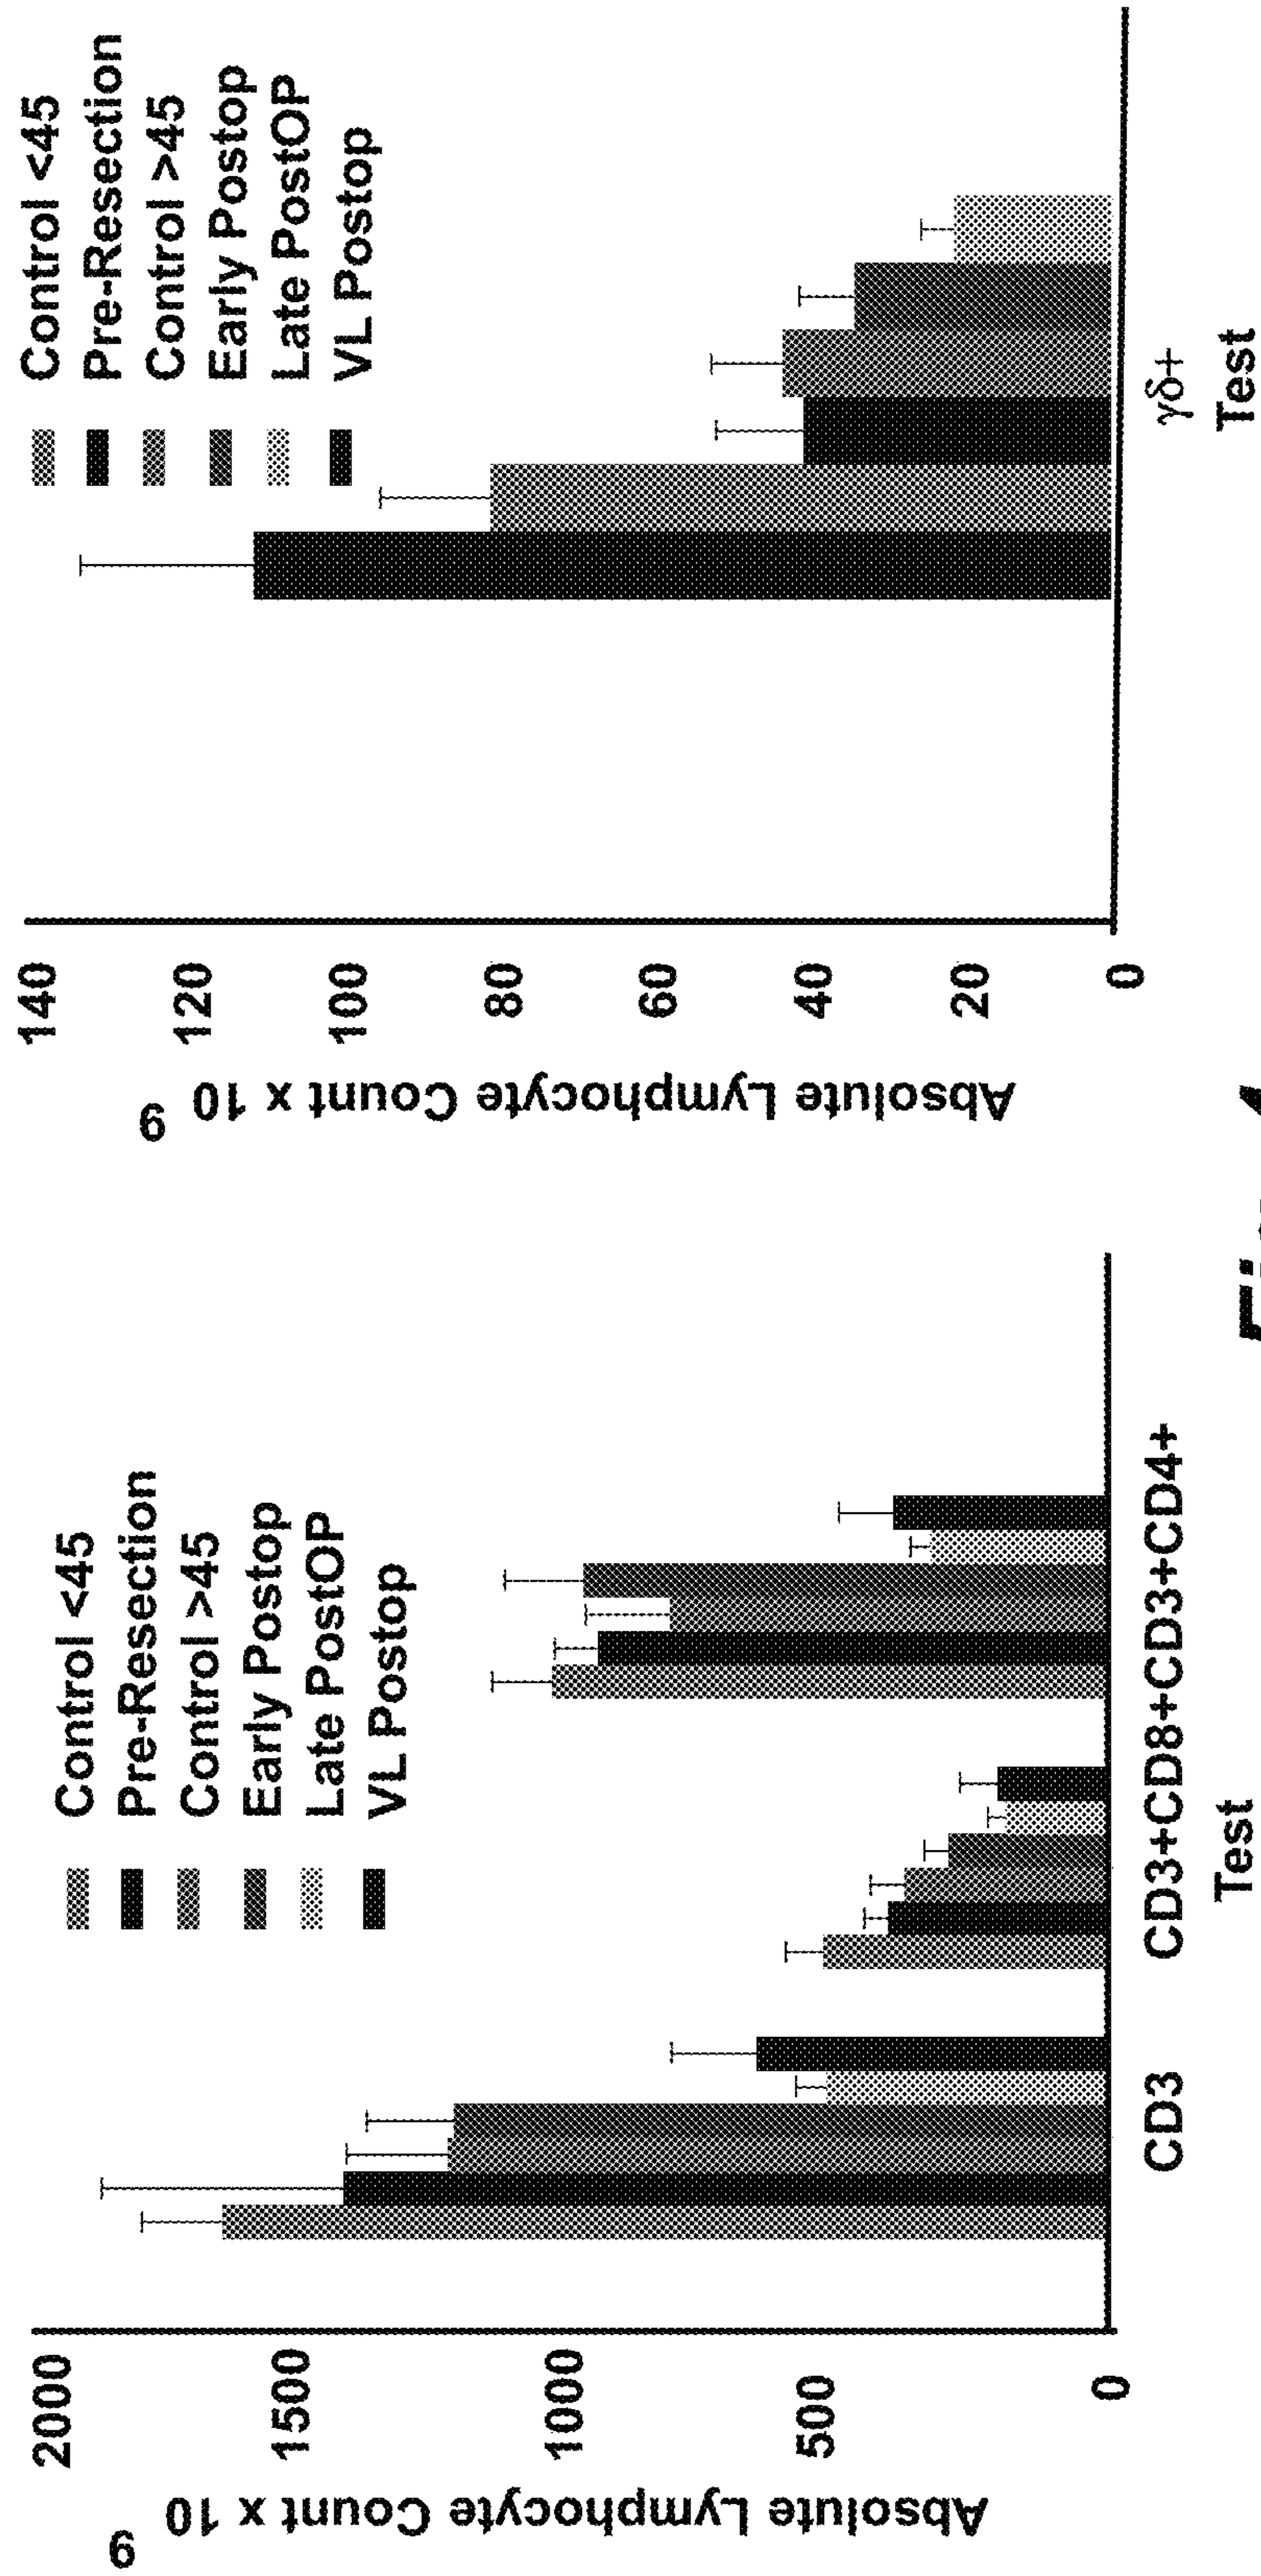 Absolute Lymphocyte Count x 10 9
2000
1500
1000
500
0
Control <45
Pre-Resection
Control >45
Early Postop
Late PostOP
VL Postop
CD3
CD3+CD8+CD3+CD4+
Test
Absolute Lymphocyte Count x 10 9
140
120
100
80
60
40
20
0
Control <45
Pre-Resection
Control >45
Early Postop
Late PostOP
VL Postop
γδ+
Test